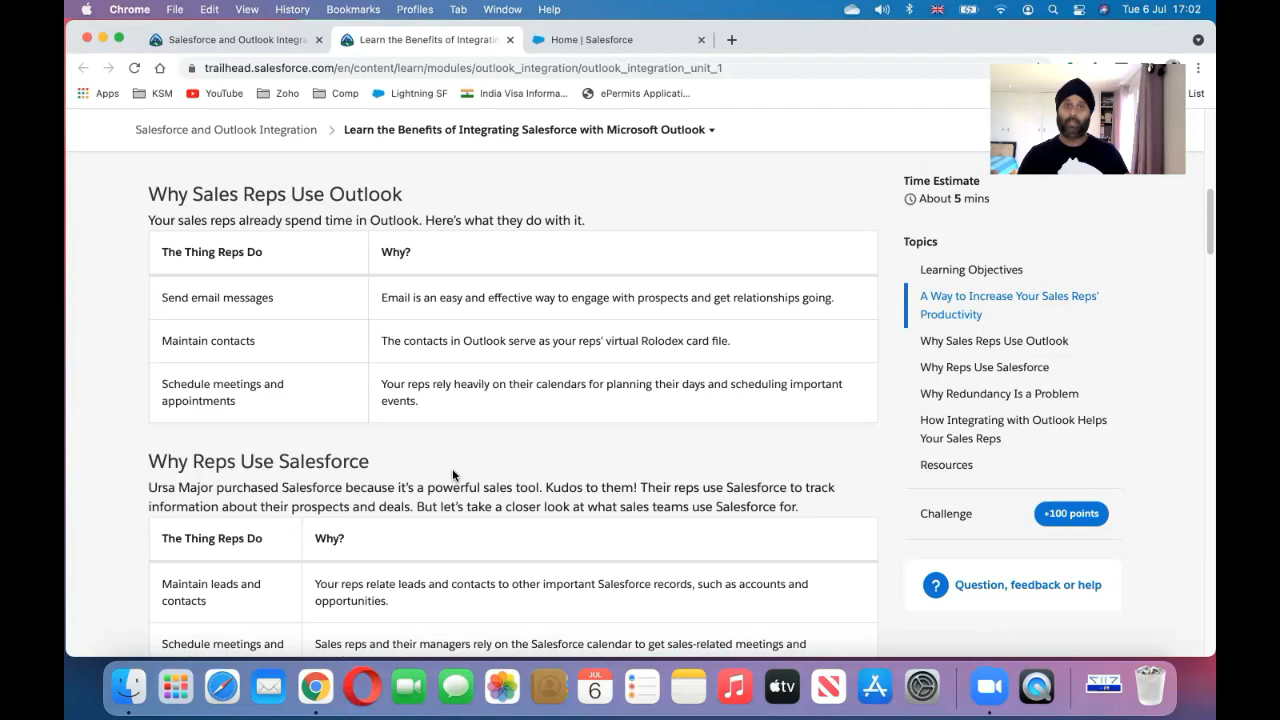 Chrome File Edit View History Bookmarks Profiles Tab Window Help Tue 6 Jul 17:02
Salesforce and Outlook Integra
Learn the Benefits of Integratin
Home | Salesforce
trailhead.salesforce.com/en/content/learn/modules/outlook_integration/outlook_integration_unit_1
Apps KSM YouTube Zoho Comp Lightning SF India Visa Informa... ePermits Applicati... List
Salesforce and Outlook Integration
Learn the Benefits of Integrating Salesforce with Microsoft Outlook
Why Sales Reps Use Outlook
Your sales reps already spend time in Outlook. Here's what they do with it.
The Thing Reps Do Why?
Send email messages Email is an easy and effective way to engage with prospects and get relationships going.
Maintain contacts The contacts in Outlook serve as your reps' virtual Rolodex card file.
Schedule meetings and Your reps rely heavily on their calendars for planning their days and scheduling important
appointments events.
Why Reps Use Salesforce
Ursa Major purchased Salesforce because it's a powerful sales tool. Kudos to them! Their reps use Salesforce to track
information about their prospects and deals. But let's take a closer look at what sales teams use Salesforce for.
The Thing Reps Do Why?
Maintain leads and Your reps relate leads and contacts to other important Salesforce records, such as accounts and
contacts opportunities.
Schedule meetings and Sales reps and their managers rely on the Salesforce calendar to get sales-related meetings and
Time Estimate
About 5 mins
Topics
Learning Objectives
A Way to Increase Your Sales Reps'
Productivity
Why Sales Reps Use Outlook
Why Reps Use Salesforce
Why Redundancy Is a Problem
How Integrating with Outlook Helps
Your Sales Reps
Resources
Challenge +100 points
? Question, feedback or help
JUL
6
tv